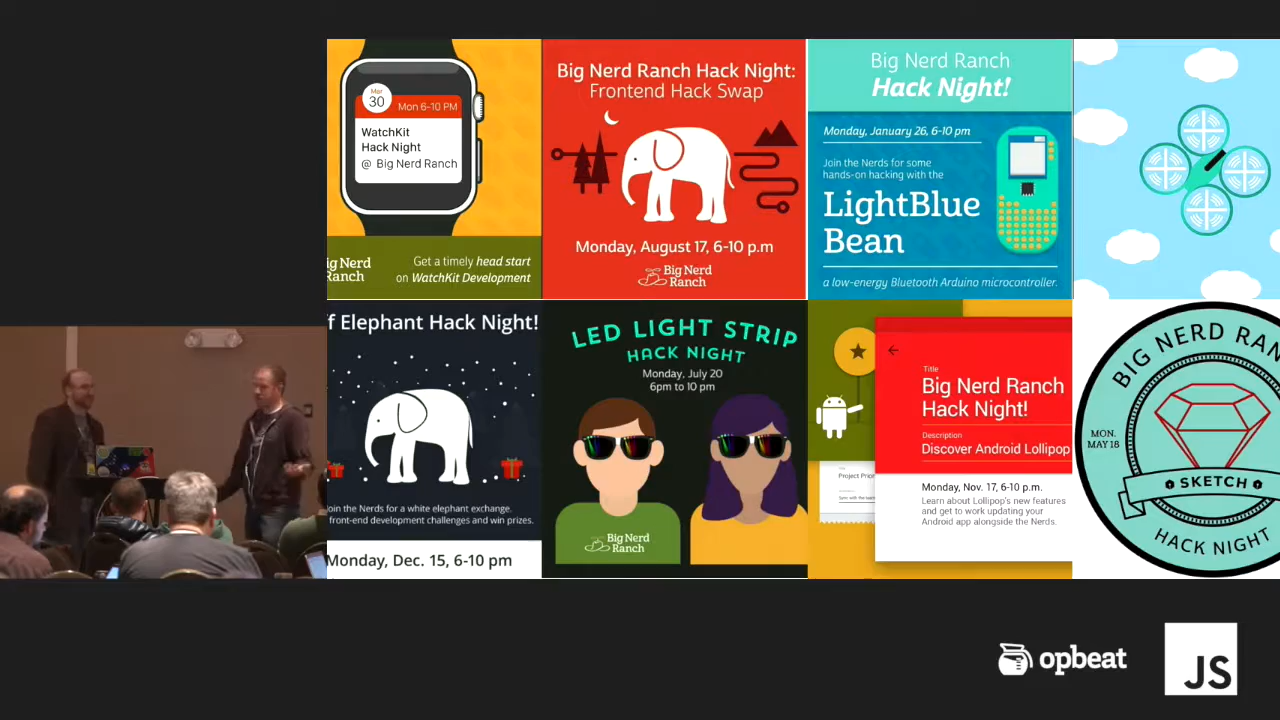 Mar
30
Mon 6-10 PM
WatchKit
Hack Night
@ Big Nerd Ranch
ig Nerd
Ranch
Get a timely head start
on WatchKit Development
Big Nerd Ranch Hack Night:
Frontend Hack Swap
Monday, August 17, 6-10 p.m
Big Nerd
Ranch
Big Nerd Ranch
Hack Night!
Monday, January 26, 6-10 pm
Join the Nerds for some
hands-on hacking with the
LightBlue
Bean
a low-energy Bluetooth Arduino microcontroller.
f Elephant Hack Night!
Join the Nerds for a white elephant exchange.
front-end development challenges and win prizes.
Monday, Dec. 15, 6-10 pm
LED LIGHT STRIP
HACK NIGHT
Monday, July 20
6pm to 10 pm
Big Nerd
Ranch
Title
Big Nerd Ranch
Hack Night!
Description
Discover Android Lollipop
Project Prior
Monday, Nov. 17, 6-10 p.m.
Learn about Lollipop's new features
and get to work updating your
Android app alongside the Nerds.
BIG NERD RAN
MON.
MAY 18
SKETCH
HACK NIGHT
opbeat
JS